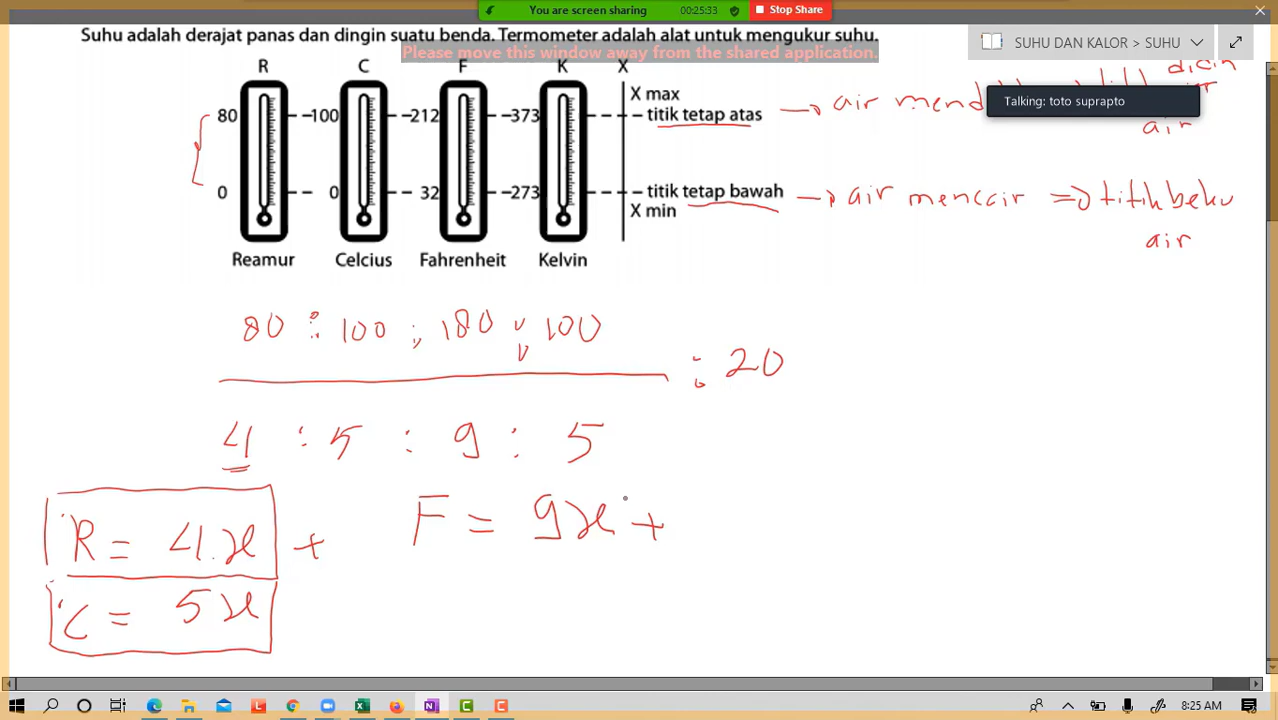 You are screen sharing 00:25:33 Stop Share
Suhu adalah derajat panas dan dingin suatu benda. Termometer adalah alat untuk mengukur suhu.
Please move this window away from the shared application.
SUHU DAN KALOR > SUHU
Talking: toto suprapto
R C F K X
X max
80 100 212 373 titik tetap atas → air
air
0 0 32 273 titik tetap bawah → air mencair ⇒ titik beku
air
X min
Reamur Celcius Fahrenheit Kelvin
80 : 100 : 180 : 100
: 20
4 : 5 : 9 : 5
R = 4.x +
F = 9x +
C = 5x
8:25 AM